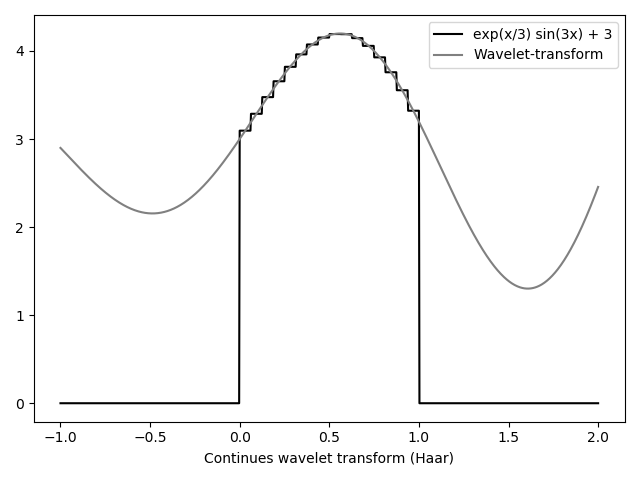 exp(x/3) sin(3x) + 3
Wavelet-transform
4
3
2
1
0
−1.0 −0.5 0.0 0.5 1.0 1.5 2.0
Continues wavelet transform (Haar)